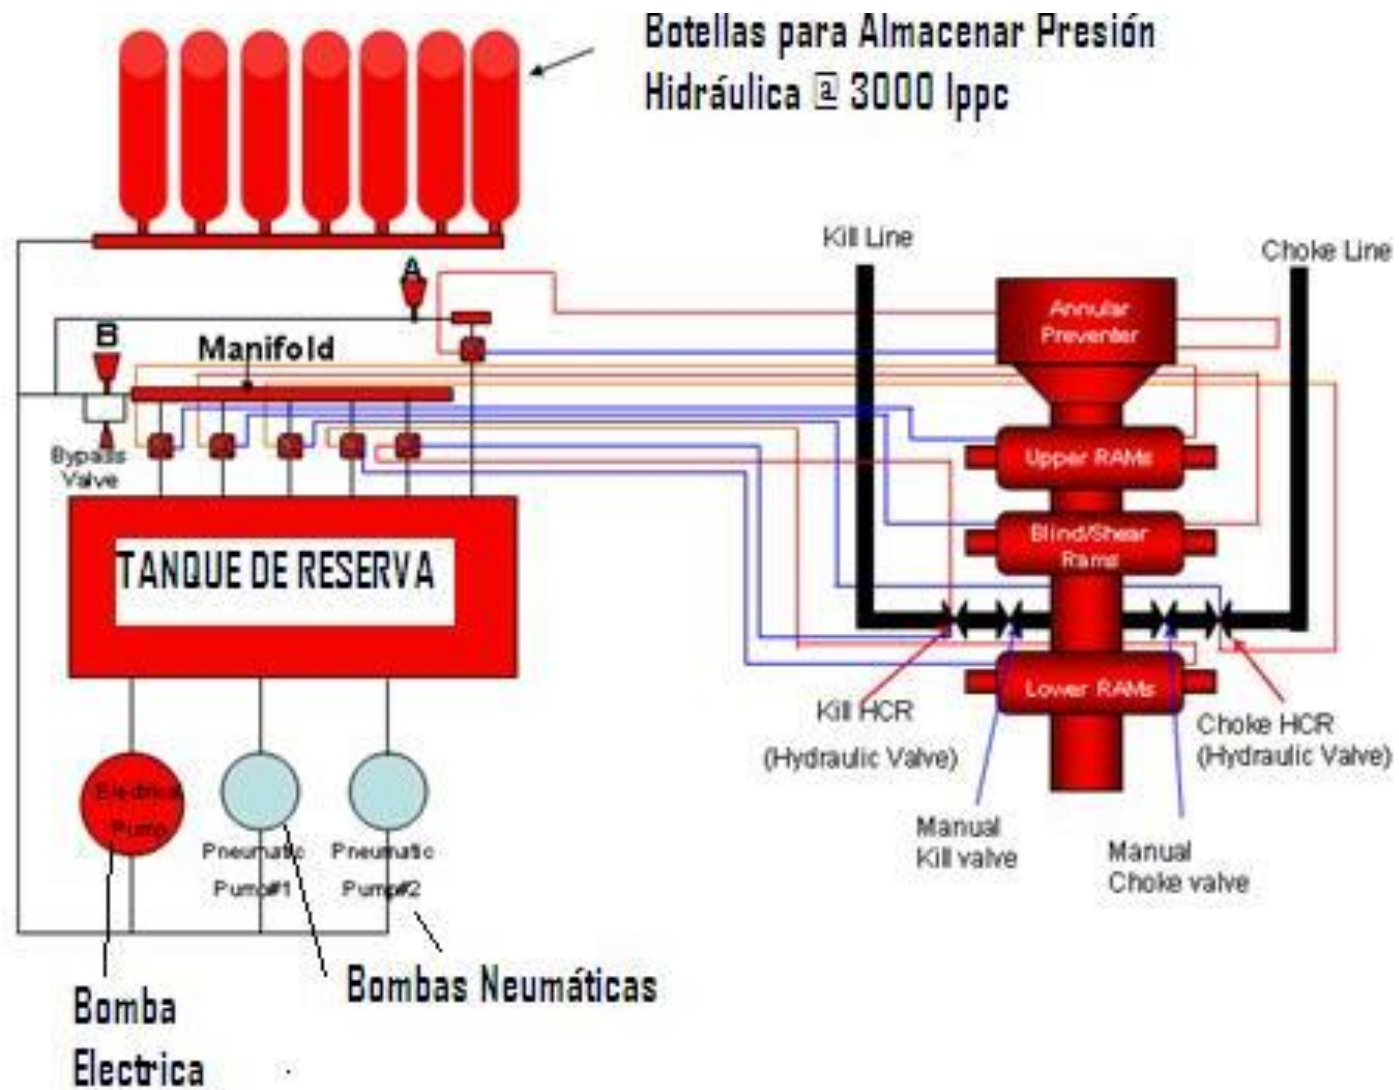 Botellas para Almacenar Presión
Hidráulica @ 3000 lppc
Kill Line
Choke Line
A
B
Manifold
Annular
Preventer
Bypass
Valve
Upper RAMs
Blind/Shear
Rams
TANQUE DE RESERVA
Lower RAMs
Kill HCR
(Hydraulic Valve)
Choke HCR
(Hydraulic Valve)
Manual
Kill valve
Manual
Choke valve
Electrical
Pump
Pneumatic
Pump#1
Pneumatic
Pump#2
Bombas Neumáticas
Bomba
Electrica